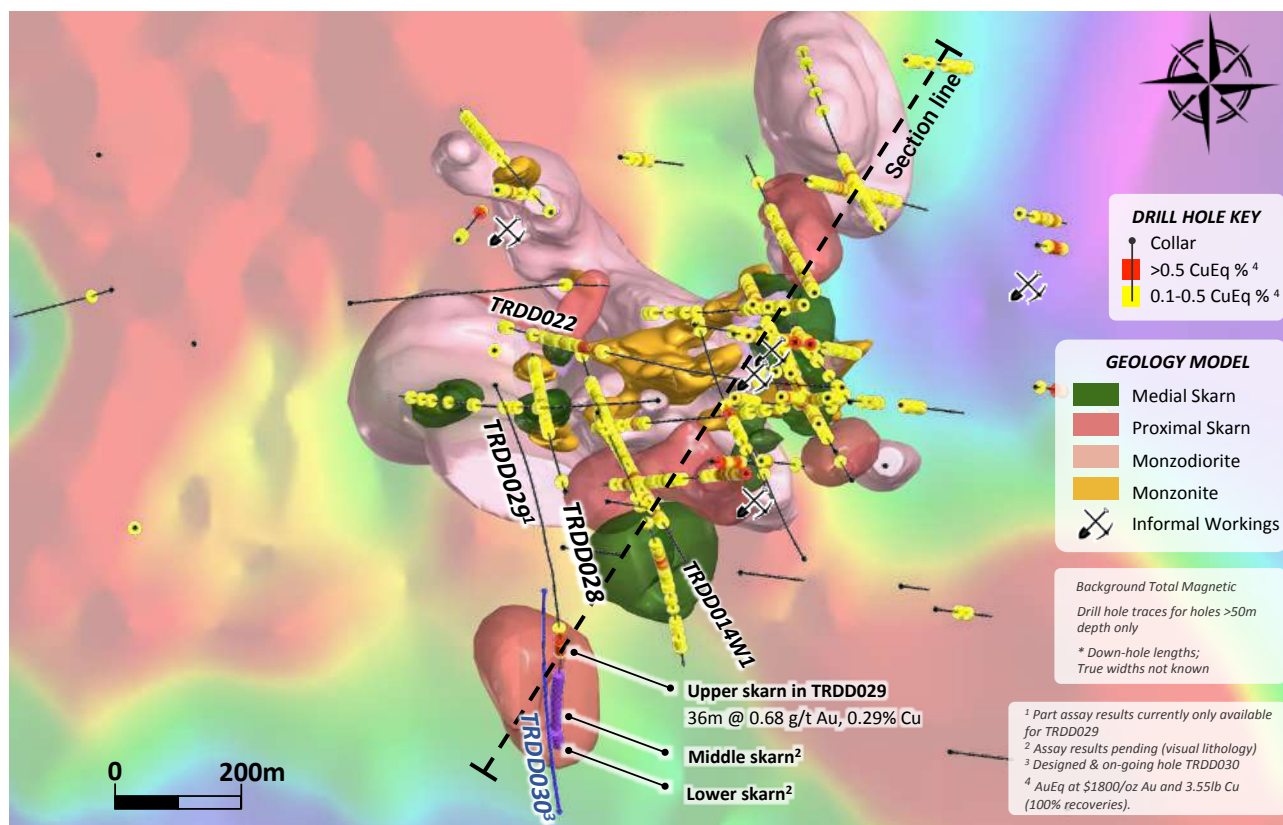 Section line
DRILL HOLE KEY
Collar
>0.5 CuEq % ⁴
0.1-0.5 CuEq % ⁴
GEOLOGY MODEL
Medial Skarn
Proximal Skarn
Monzodiorite
Monzonite
Informal Workings
TRDD022
TRDD029¹
TRDD028
TRDD014W1
TRDD030³
Upper skarn in TRDD029
36m @ 0.68 g/t Au, 0.29% Cu
Middle skarn²
Lower skarn²
0 200m
Background Total Magnetic
Drill hole traces for holes >50m
depth only
* Down-hole lengths;
True widths not known
¹ Part assay results currently only available
for TRDD029
² Assay results pending (visual lithology)
³ Designed & on-going hole TRDD030
⁴ AuEq at $1800/oz Au and 3.55lb Cu
(100% recoveries).